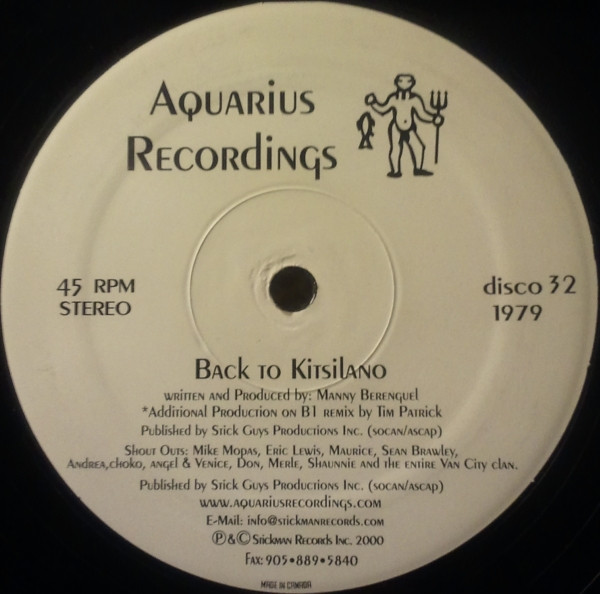 Aquarius
Recordings
45 RPM
STEREO
disco 32
1979
Back to Kitsilano
written and Produced by: Manny Berenguel
*Additional Production on B1 remix by Tim Patrick
Published by Stick Guys Productions Inc. (socan/ascap)
Shout Outs: Mike Mopas, Eric Lewis, Maurice, Sean Brawley,
Andrea,choko, angel & Venice, Don, Merle, Shaunnie and the entire Van City clan.
Published by Stick Guys Productions Inc. (socan/ascap)
www.aquariusrecordings.com
E-Mail: info@stickmanrecords.com
℗&©Stickman Records Inc. 2000
Fax: 905•889•5840
MADE IN CANADA